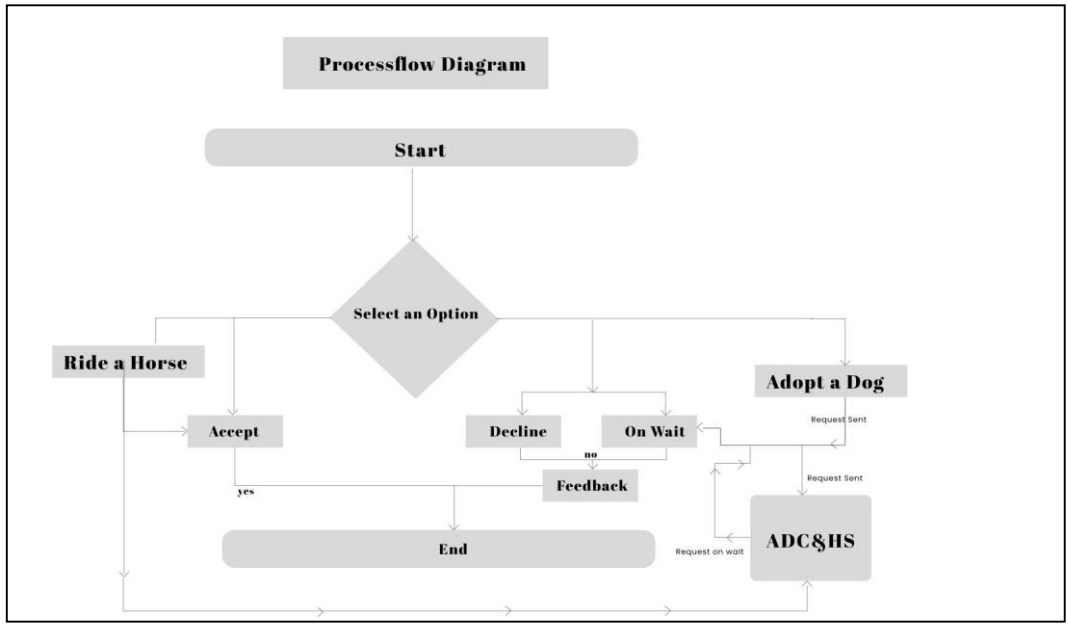 Processflow Diagram
Start
Select an Option
Ride a Horse
Adopt a Dog
Request Sent
Accept
Decline
On Wait
no
Feedback
Request Sent
yes
ADC&HS
End
Request on wait